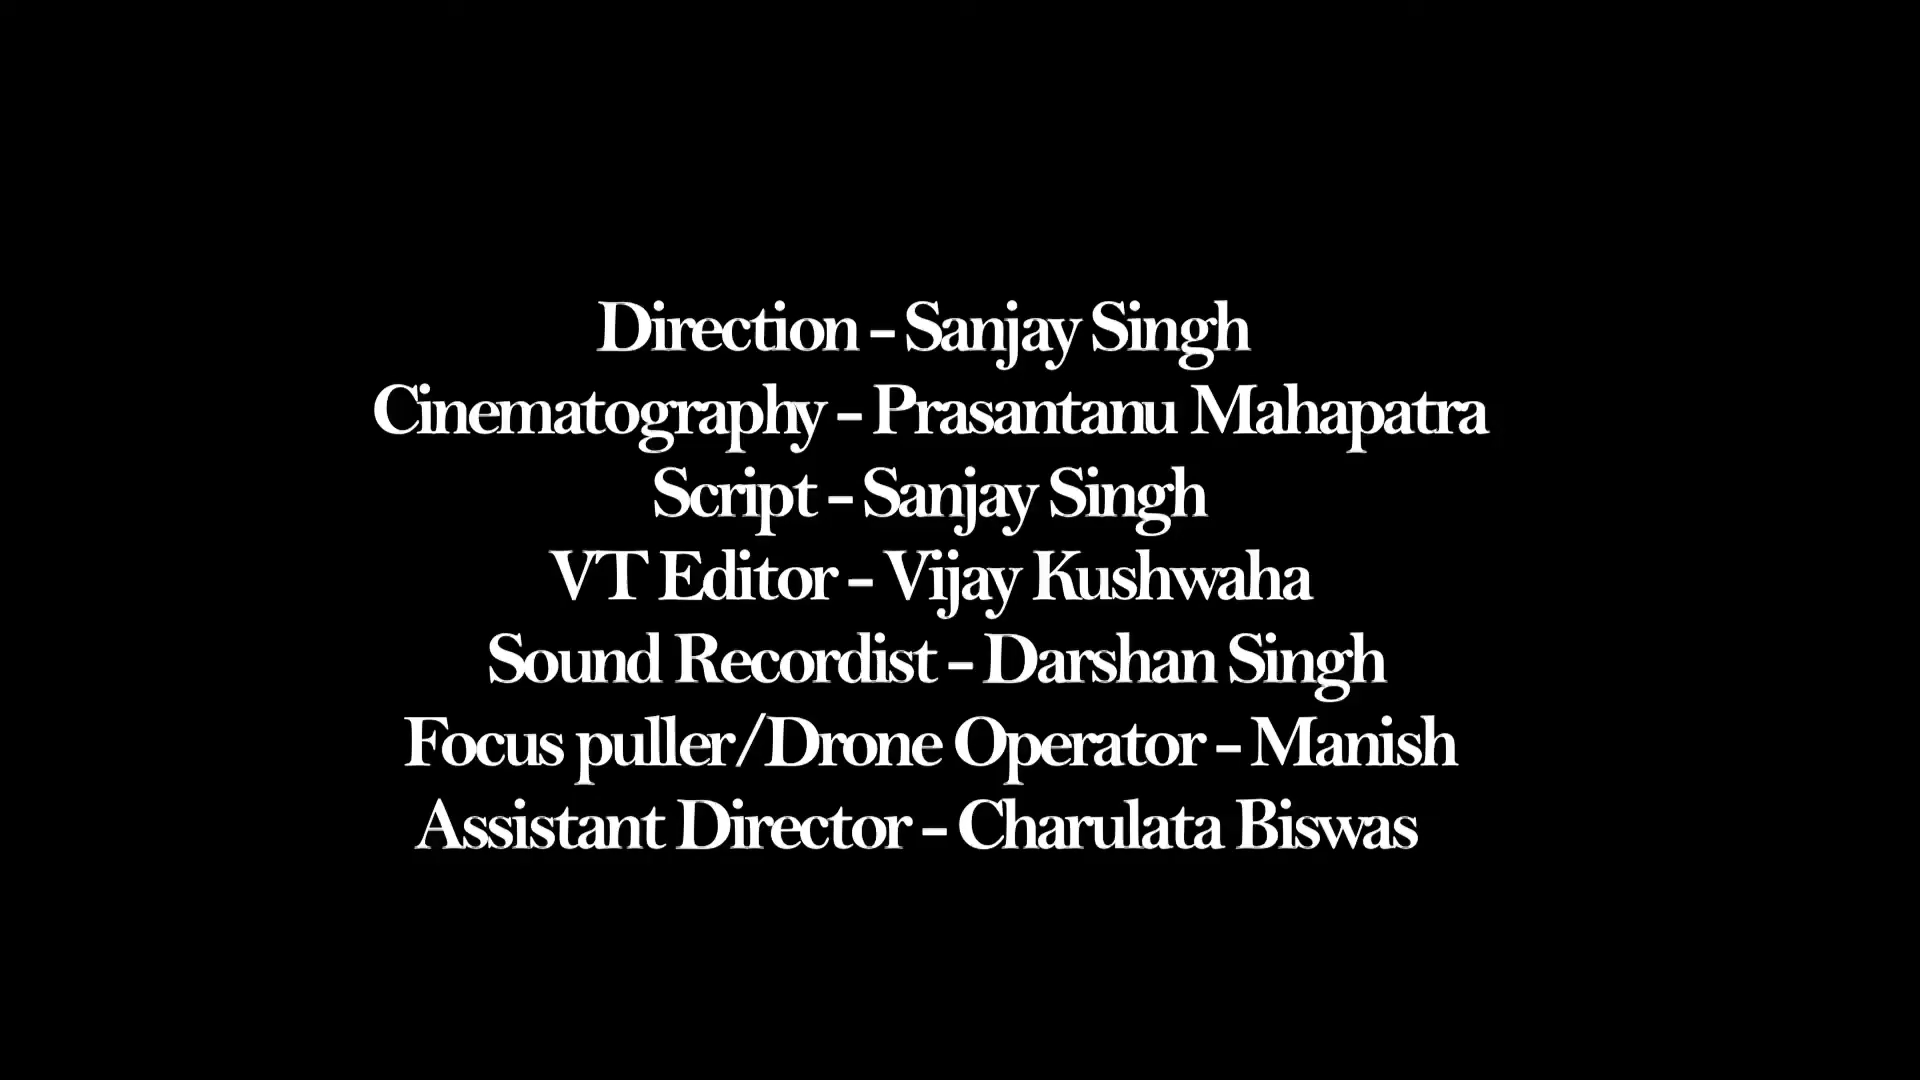 Direction - Sanjay Singh
Cinematography - Prasantanu Mahapatra
Script - Sanjay Singh
VT Editor - Vijay Kushwaha
Sound Recordist - Darshan Singh
Focus puller/Drone Operator - Manish
Assistant Director - Charulata Biswas